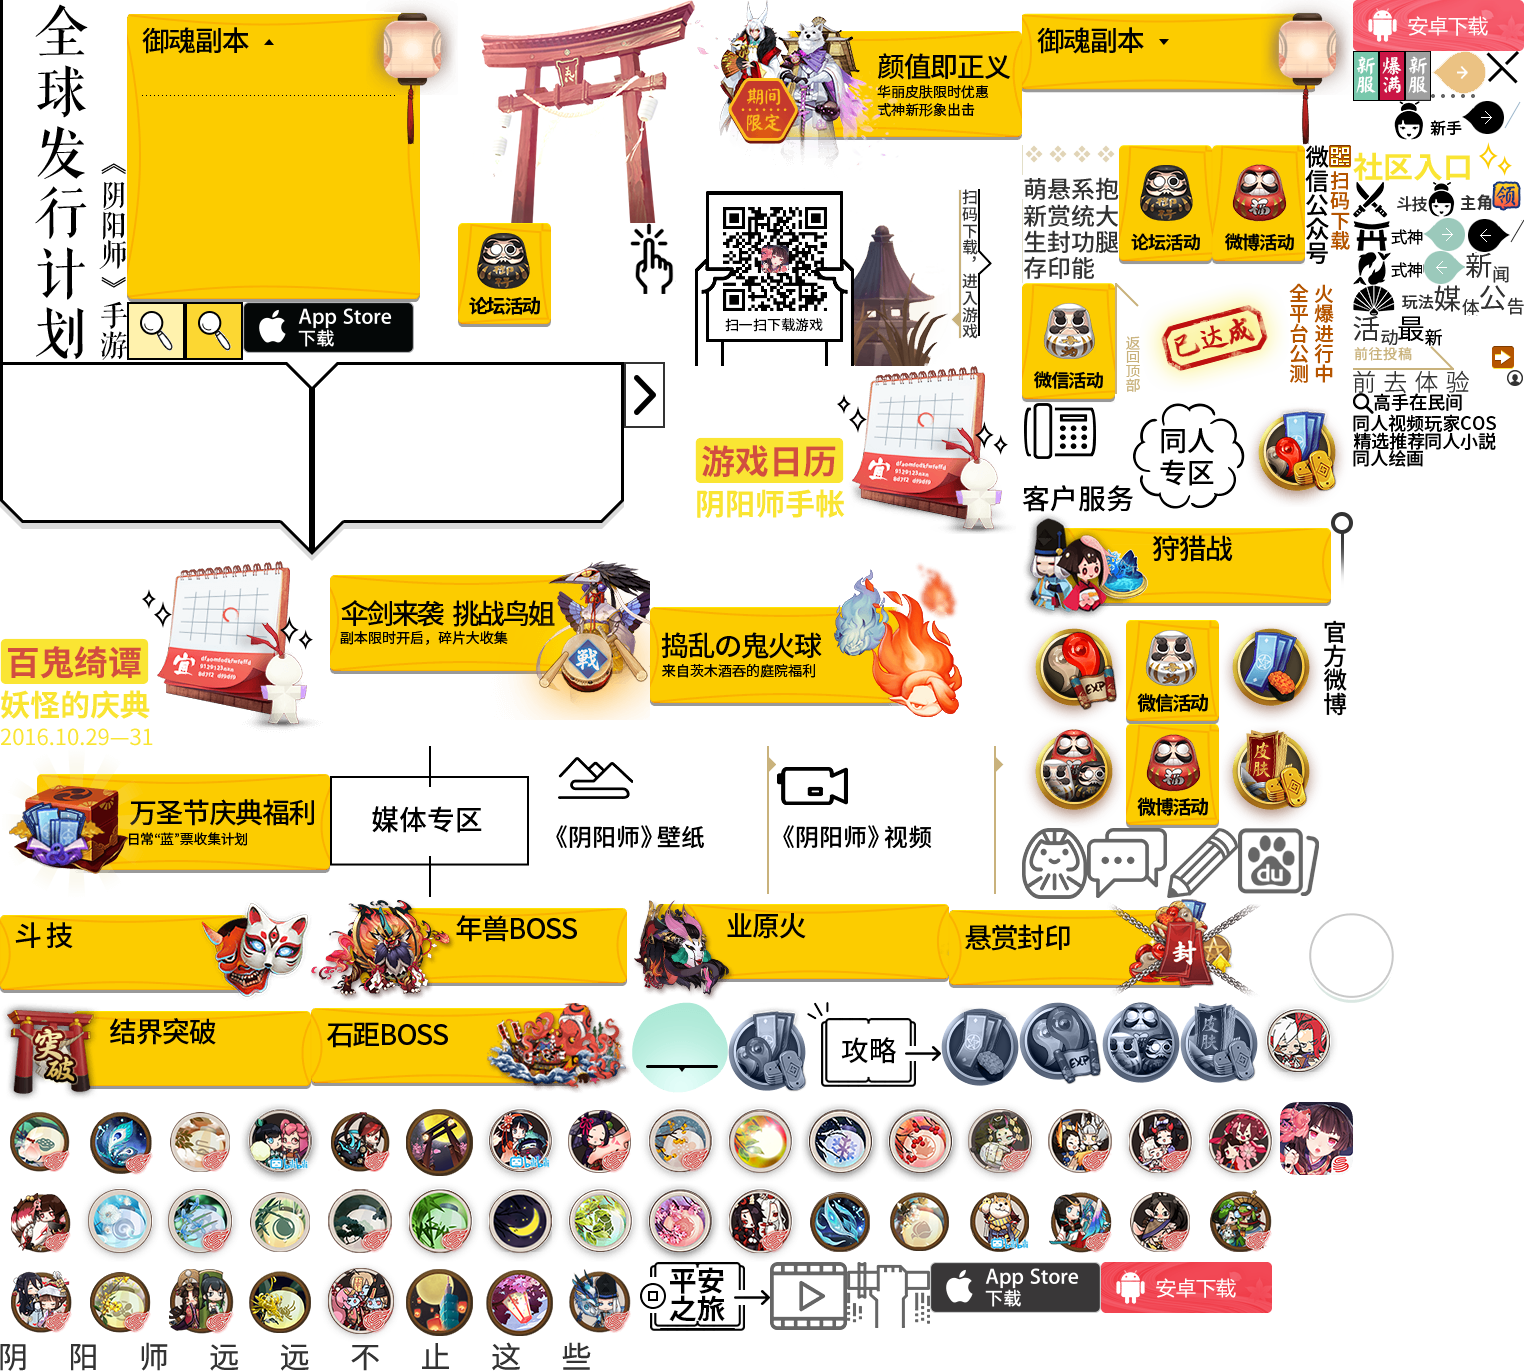 全球发行计划
《阴阳师》手游
御魂副本
App Store
下载
论坛活动
颜值即正义
华丽皮肤限时优惠
式神新形象出击
期间
限定
御魂副本
安卓下载
新服
爆满
新服
新手
社区入口
萌悬系抱
新赏统大
生封功腿
存印能
论坛活动
微博活动
微信公众号
扫码下载
斗技
主角
领
式神
式神
新闻
玩法
媒体
公告
活动
最新
前往投稿
前去体验
高手在民间
同人视频玩家COS
精选推荐同人小説
同人绘画
扫一扫下载游戏
扫码下载，进入游戏
微信活动
返回顶部
已达成
全平台公测
火爆进行中
游戏日历
阴阳师手帐
宜
客户服务
同人
专区
狩猎战
官方微博
百鬼绮谭
妖怪的庆典
2016.10.29—31
宜
伞剑来袭 挑战鸟姐
副本限时开启，碎片大收集
戰
捣乱の鬼火球
来自茨木酒吞的庭院福利
EXP
微信活动
微博活动
皮肤
万圣节庆典福利
日常“蓝”票收集计划
媒体专区
《阴阳师》壁纸
《阴阳师》视频
du
斗技
年兽BOSS
业原火
悬赏封印
封
突破
结界突破
石距BOSS
攻略
EXP
皮肤
平安
之旅
App Store
下载
安卓下载
阴阳师远远不止这些